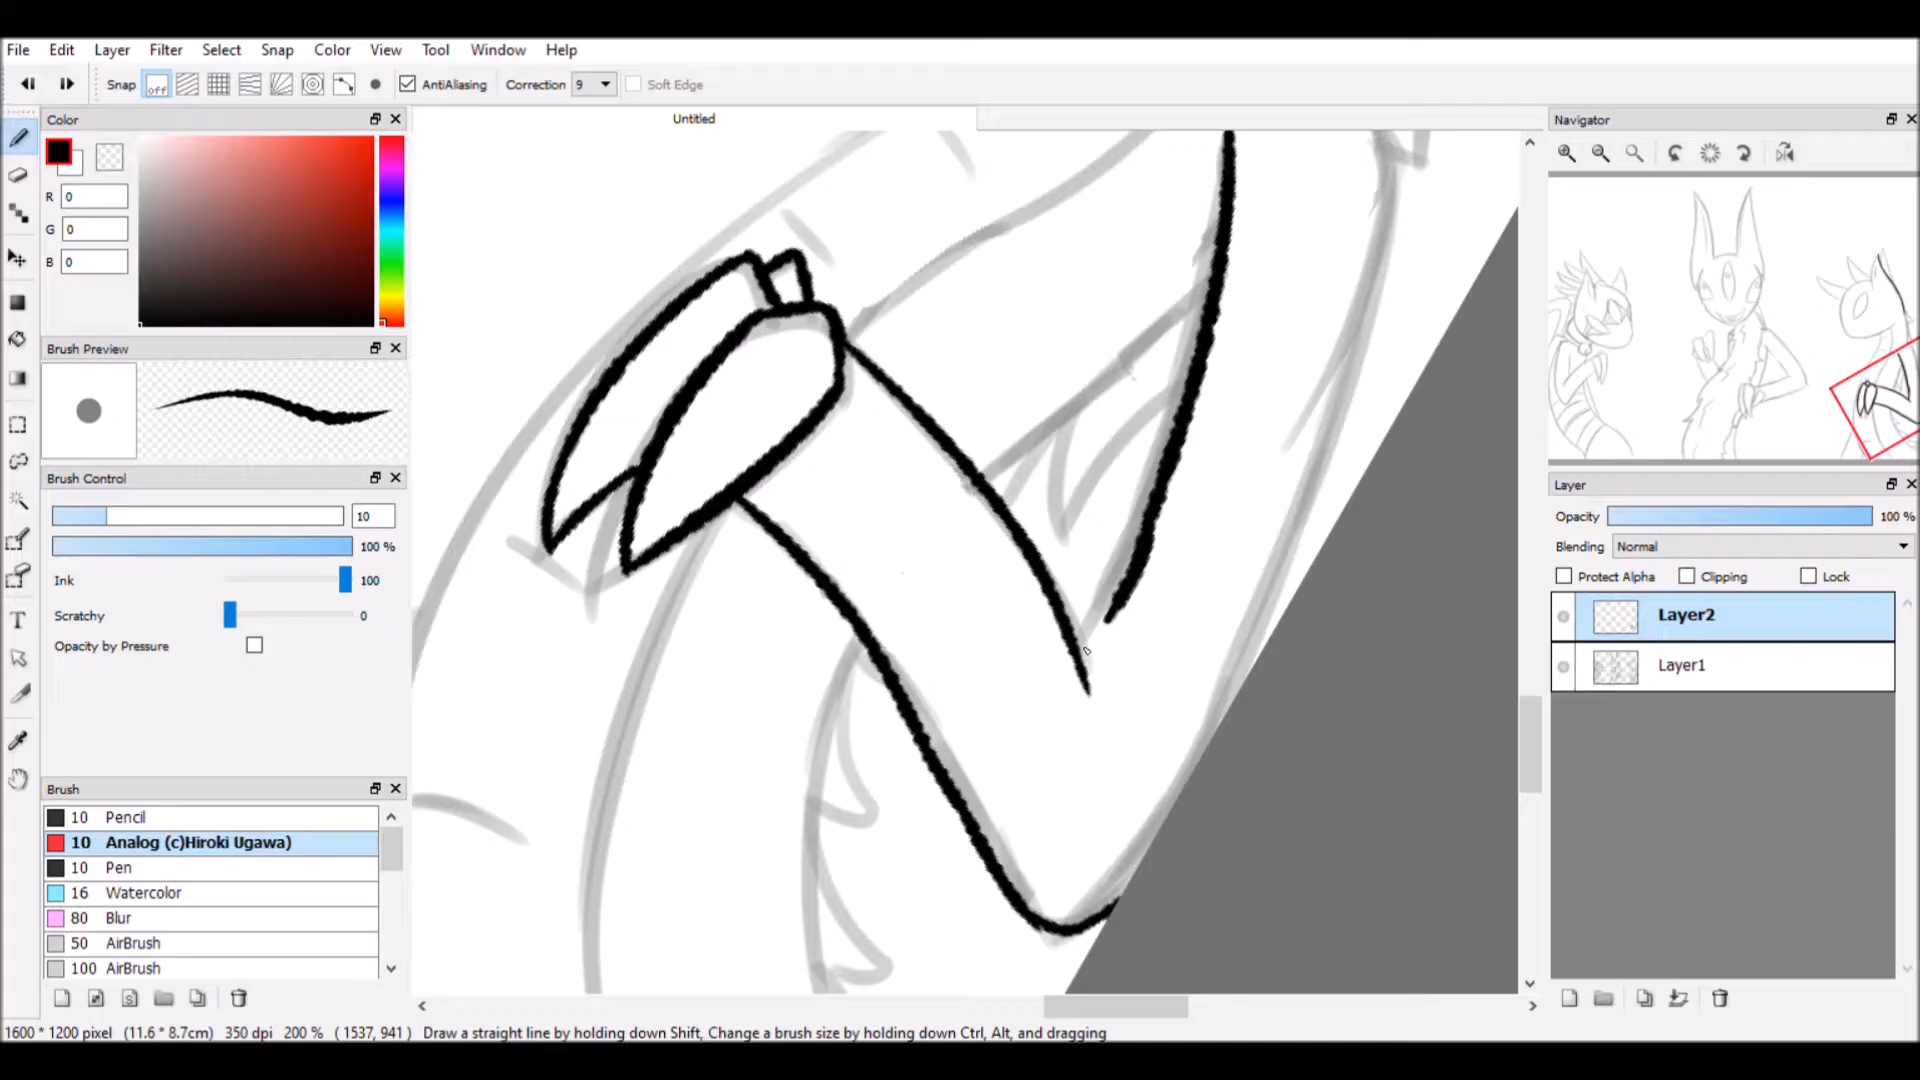 File Edit Layer Filter Select Snap Color View Tool Window Help
Snap off AntiAliasing Correction 9 Soft Edge
Color
Untitled
Navigator
R 0
G 0
B 0
Brush Preview
Brush Control
10
100 %
Ink 100
Scratchy 0
Opacity by Pressure
Layer
Opacity 100 %
Blending Normal
Protect Alpha Clipping Lock
Layer2
Layer1
Brush
10 Pencil
10 Analog (c)Hiroki Ugawa)
10 Pen
16 Watercolor
80 Blur
50 AirBrush
100 AirBrush
1600 * 1200 pixel (11.6 * 8.7cm) 350 dpi 200 % ( 1537, 941 ) Draw a straight line by holding down Shift, Change a brush size by holding down Ctrl, Alt, and dragging